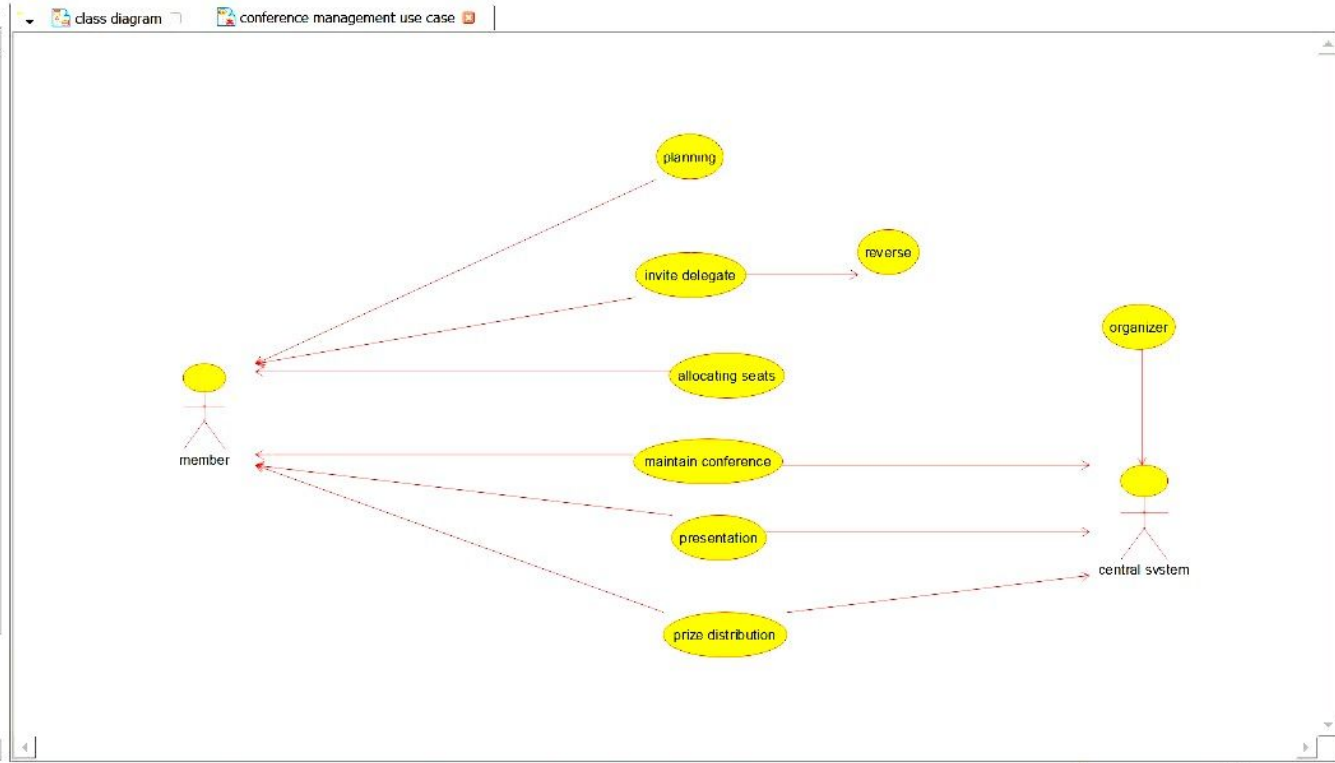 class diagram
conference management use case
planning
reverse
invite delegate
organizer
allocating seats
member
maintain conference
presentation
central system
prize distribution